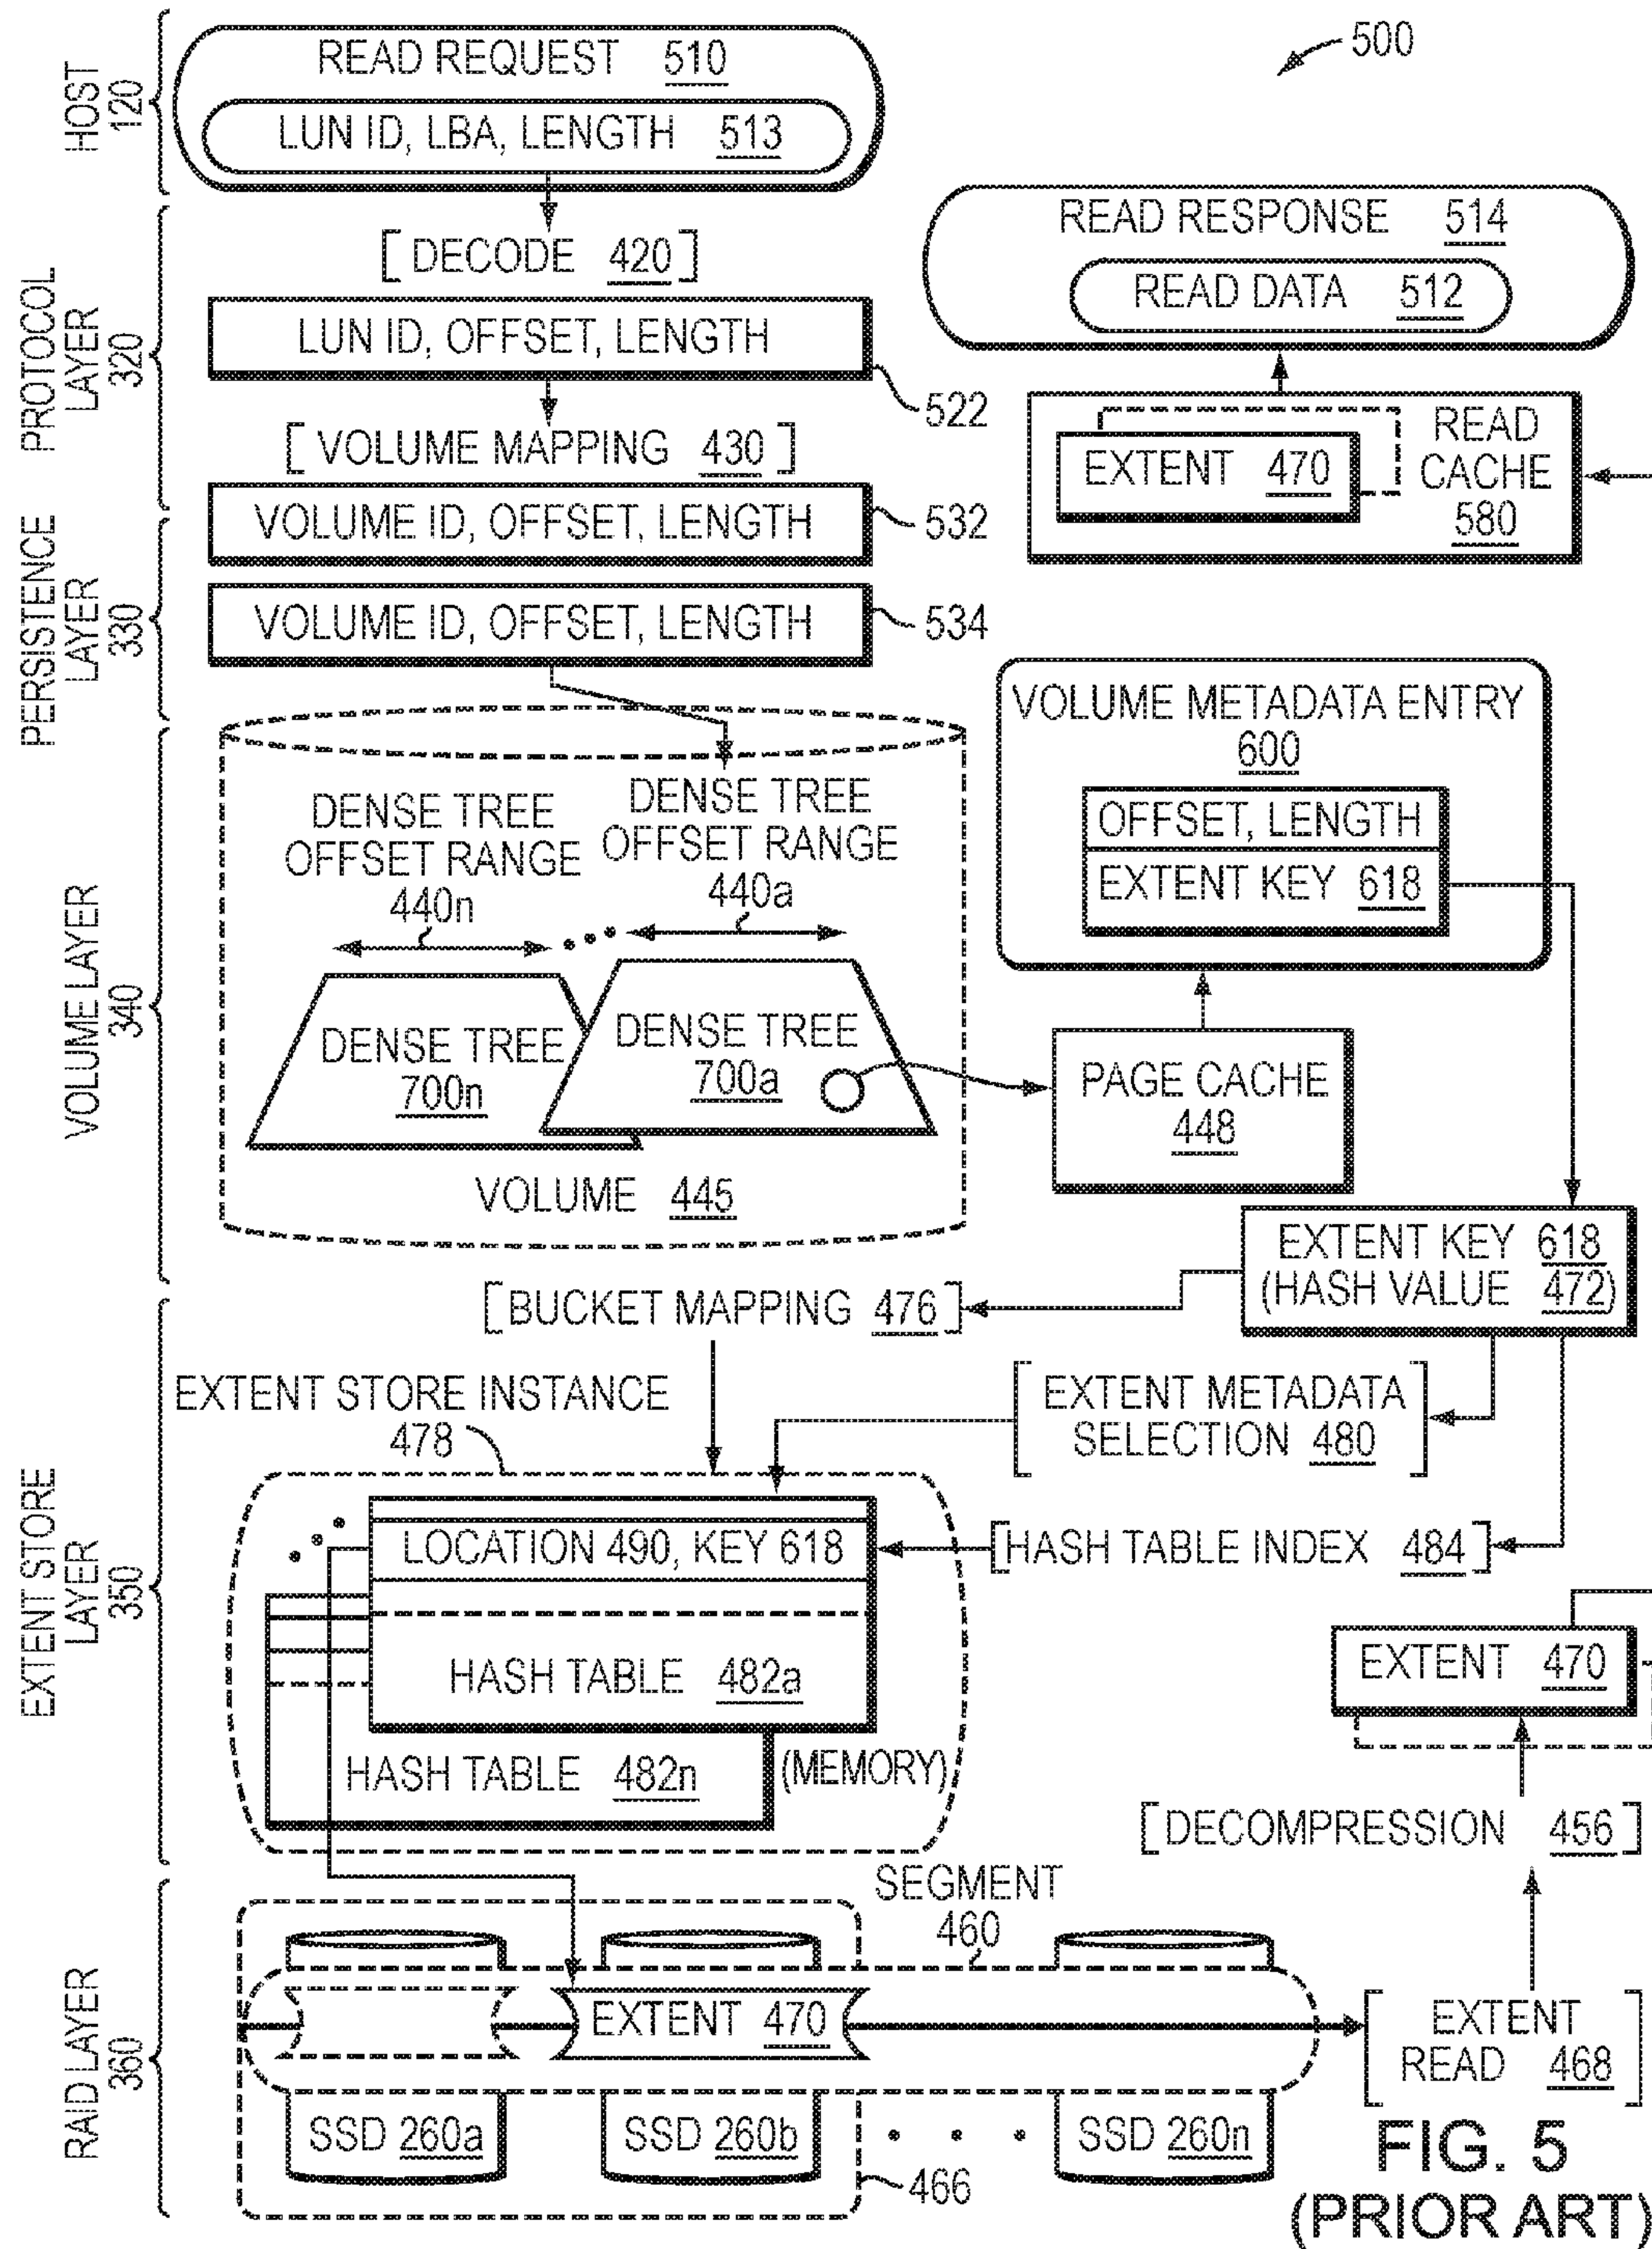 500
HOST
120
READ REQUEST 510
LUN ID, LBA, LENGTH 513
PROTOCOL
LAYER
320
[ DECODE 420 ]
LUN ID, OFFSET, LENGTH
522
[ VOLUME MAPPING 430 ]
VOLUME ID, OFFSET, LENGTH
532
READ RESPONSE 514
READ DATA 512
EXTENT 470
READ
CACHE
580
PERSISTENCE
LAYER
330
VOLUME ID, OFFSET, LENGTH
534
VOLUME LAYER
340
DENSE TREE
OFFSET RANGE
440n
DENSE TREE
OFFSET RANGE
440a
DENSE TREE
700n
DENSE TREE
700a
VOLUME 445
VOLUME METADATA ENTRY
600
OFFSET, LENGTH
EXTENT KEY 618
PAGE CACHE
448
EXTENT KEY 618
(HASH VALUE 472)
EXTENT STORE
LAYER
350
[BUCKET MAPPING 476]
EXTENT STORE INSTANCE
478
[EXTENT METADATA
SELECTION 480]
LOCATION 490, KEY 618
[HASH TABLE INDEX 484]
HASH TABLE 482a
HASH TABLE 482n
(MEMORY)
EXTENT 470
[DECOMPRESSION 456]
RAID LAYER
360
SEGMENT
460
EXTENT 470
[EXTENT
READ 468]
SSD 260a
SSD 260b
• • •
SSD 260n
466
FIG. 5
(PRIOR ART)